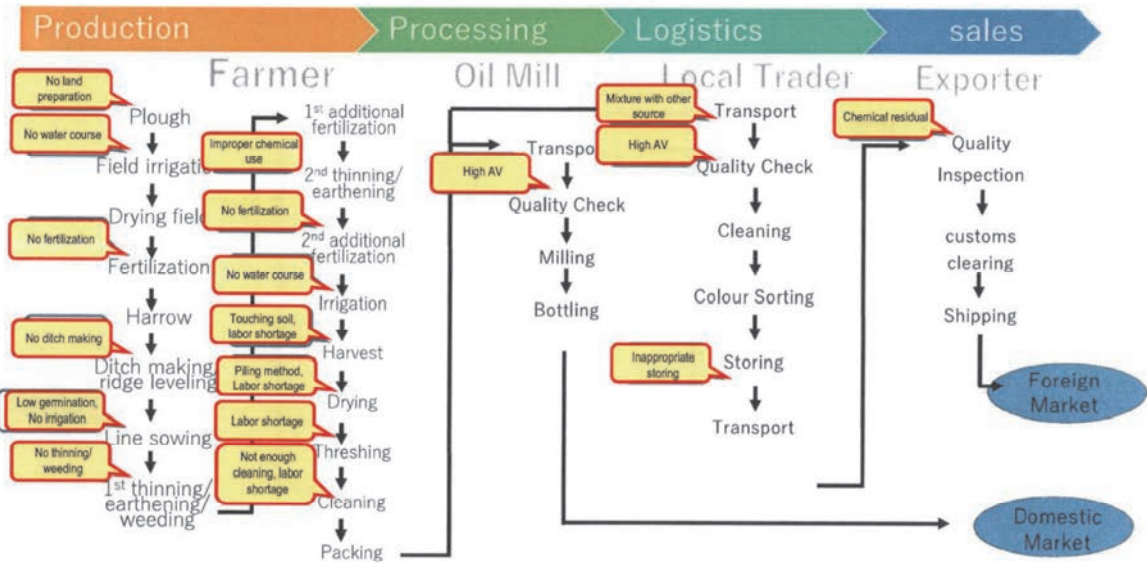 Production
Processing
Logistics
sales
Farmer
Oil Mill
Local Trader
Exporter
No land
preparation
Plough
No water course
Field irrigatio
Drying field
No fertilization
Fertilization
Harrow
No ditch making
Ditch making/
ridge leveling
Low germination,
No irrigation
Line sowing
No thinning/
weeding
1st thinning/
earthening/
weeding
1st additional
fertilization
Improper chemical
use
2nd thinning/
earthening
No fertilization
2nd additional
fertilization
No water course
Irrigation
Touching soil,
labor shortage
Harvest
Piling method,
Labor shortage
Drying
Labor shortage
Threshing
Not enough
cleaning, labor
shortage
Cleaning
Packing
Transpo
High AV
Quality Check
Milling
Bottling
Mixture with other
source
Transport
High AV
Quality Check
Cleaning
Colour Sorting
Inappropriate
storing
Storing
Transport
Chemical residual
Quality
Inspection
customs
clearing
Shipping
Foreign
Market
Domestic
Market